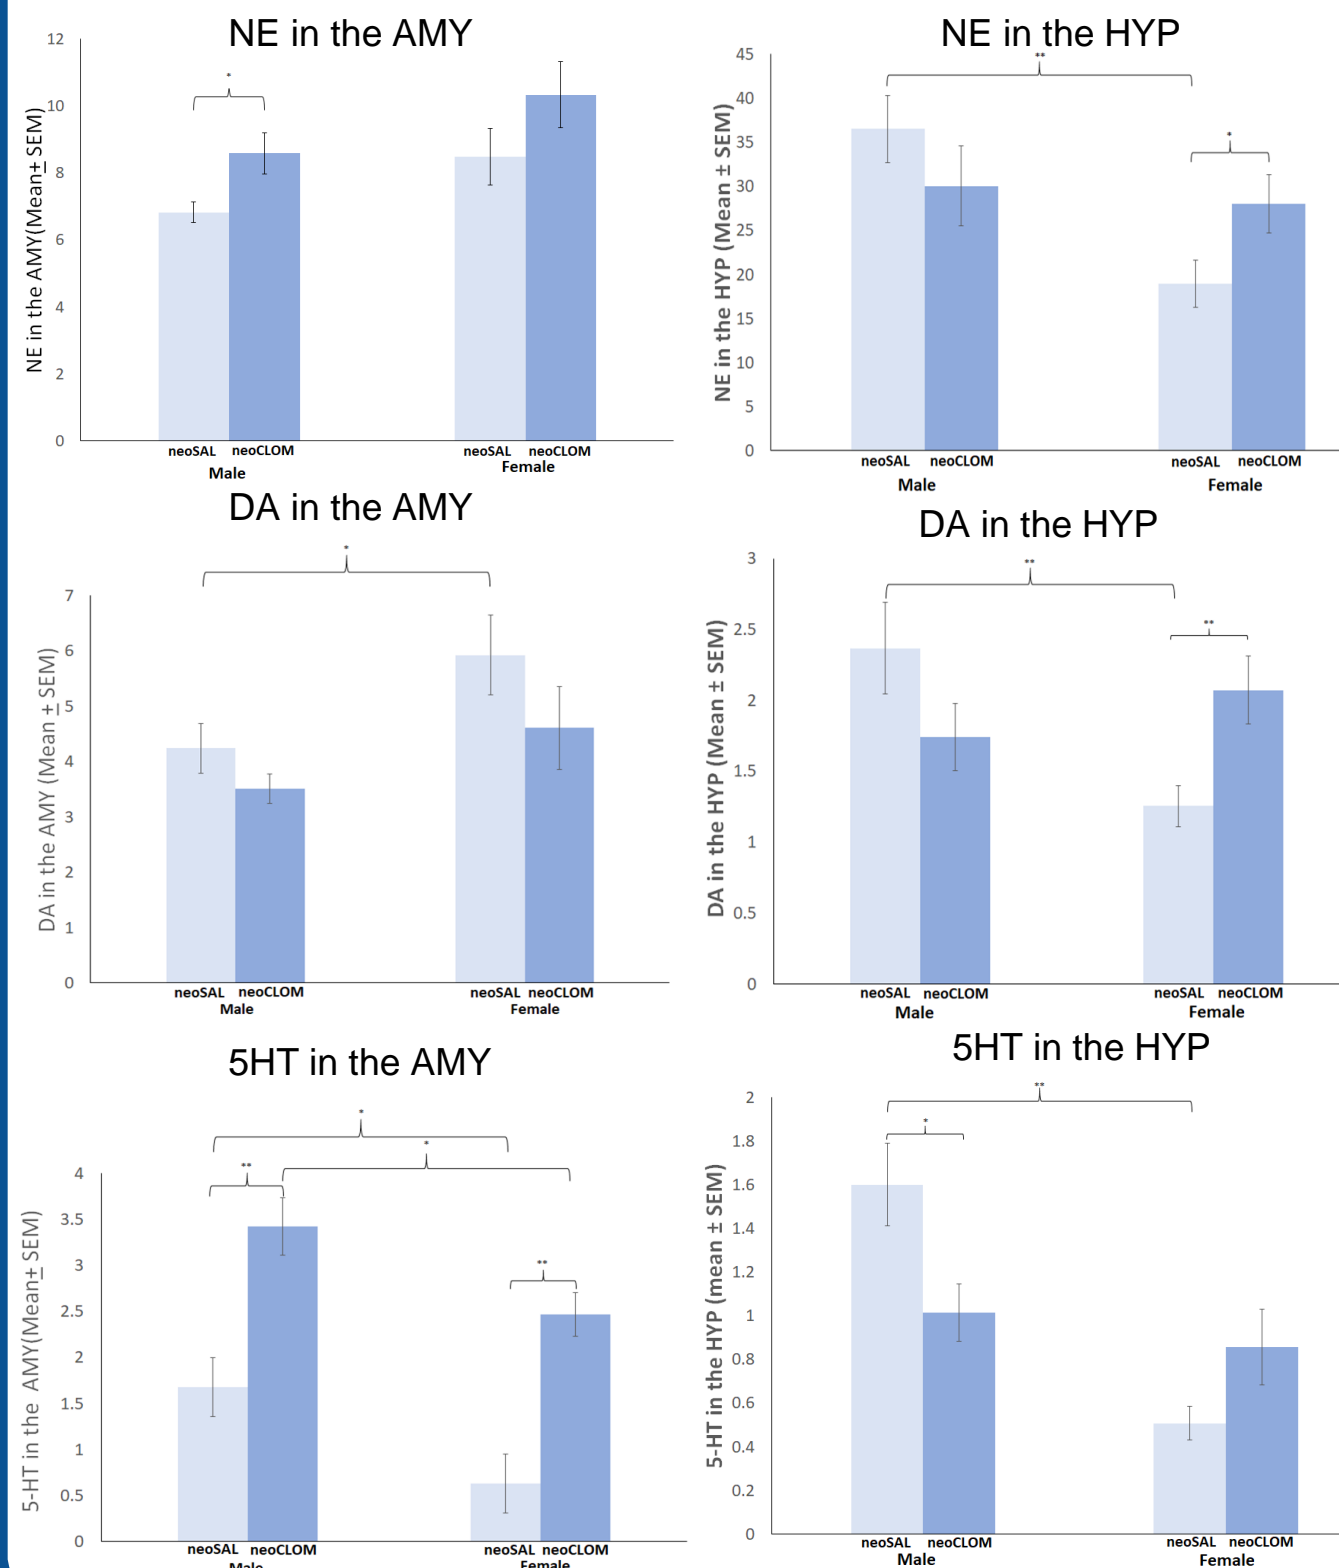 NE in the AMY
NE in the AMY(Mean± SEM)
12
10
8
6
4
2
0
*
neoSAL neoCLOM
Male
neoSAL neoCLOM
Female
NE in the HYP
NE in the HYP (Mean ± SEM)
45
40
35
30
25
20
15
10
5
0
**
*
neoSAL neoCLOM
Male
neoSAL neoCLOM
Female
DA in the AMY
DA in the AMY (Mean ± SEM)
7
6
5
4
3
2
1
0
*
neoSAL neoCLOM
Male
neoSAL neoCLOM
Female
DA in the HYP
DA in the HYP (Mean ± SEM)
3
2.5
2
1.5
1
0.5
0
**
**
neoSAL neoCLOM
Male
neoSAL neoCLOM
Female
5HT in the AMY
5-HT in the AMY(Mean± SEM)
4
3.5
3
2.5
2
1.5
1
0.5
0
*
*
**
**
neoSAL neoCLOM
Male
neoSAL neoCLOM
Female
5HT in the HYP
5-HT in the HYP (mean ± SEM)
2
1.8
1.6
1.4
1.2
1
0.8
0.6
0.4
0.2
0
**
*
neoSAL neoCLOM
Male
neoSAL neoCLOM
Female